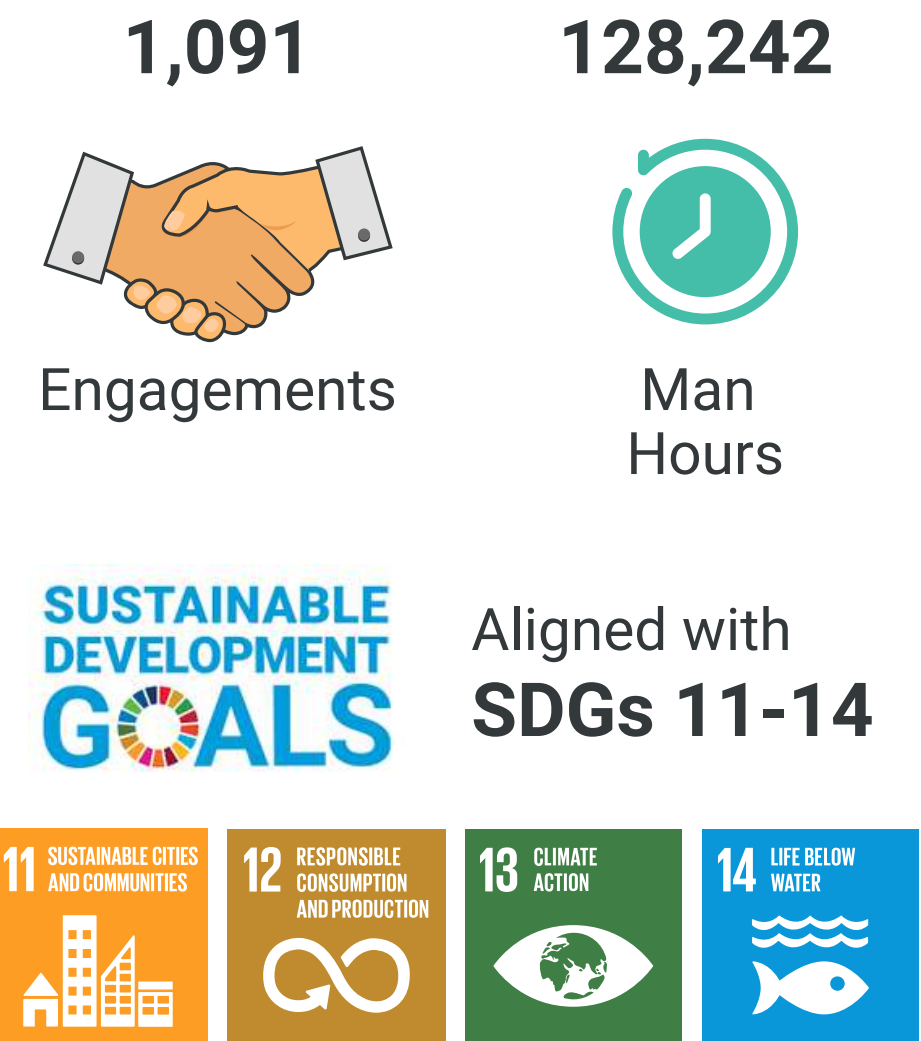 1,091
128,242
Engagements
Man
Hours
SUSTAINABLE
DEVELOPMENT
GOALS
Aligned with
SDGs 11-14
11 SUSTAINABLE CITIES
AND COMMUNITIES
12 RESPONSIBLE
CONSUMPTION
AND PRODUCTION
13 CLIMATE
ACTION
14 LIFE BELOW
WATER